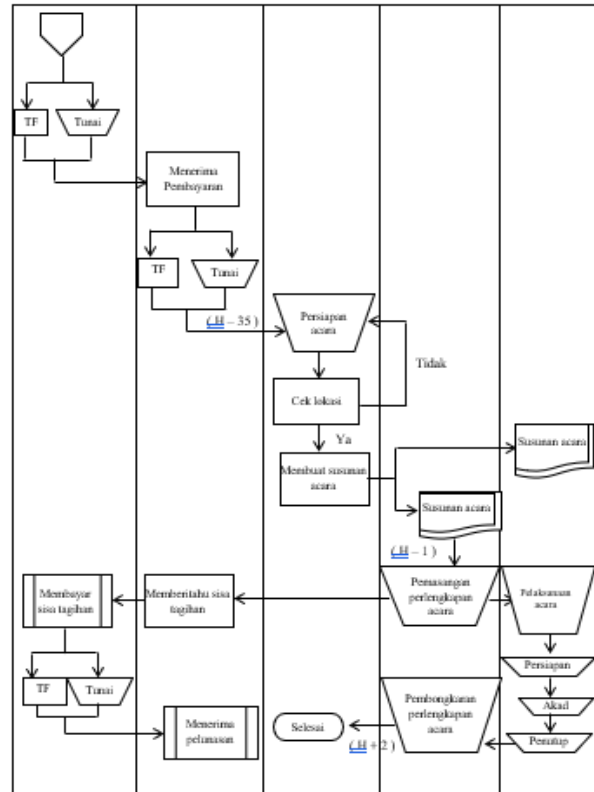 TF
Tunai
Menerima
Pembayaran
TF
Tunai
( H – 35 )
Persiapan
acara
Tidak
Cek lokasi
Ya
Membuat susunan
acara
Susunan acara
Susunan acara
( H – 1 )
Membayar
sisa tagihan
Memberitahu sisa
tagihan
Pemasangan
perlengkapan
acara
Pelaksanaan
acara
Persiapan
Akad
Penutup
TF
Tunai
Menerima
pelunasan
Selesai
( H + 2 )
Pembongkaran
perlengkapan
acara